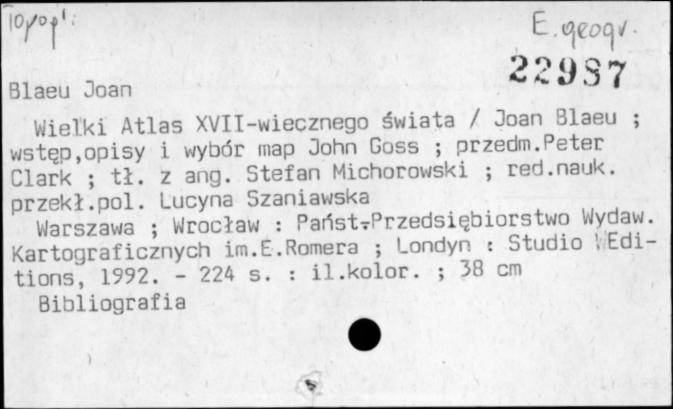 E. geogr.
22987
Blaeu Joan
Wielki Atlas XVII-wiecznego świata / Joan Blaeu ;
wstęp,opisy i wybór map John Goss ; przedm.Peter
Clark ; tł. z ang. Stefan Michorowski ; red.nauk.
przekł.pol. Lucyna Szaniawska
Warszawa ; Wrocław : Państ.Przedsiębiorstwo Wydaw.
Kartograficznych im.E.Romera ; Londyn : Studio Edi-
tions, 1992. - 224 s. : il.kolor. ; 38 cm
Bibliografia